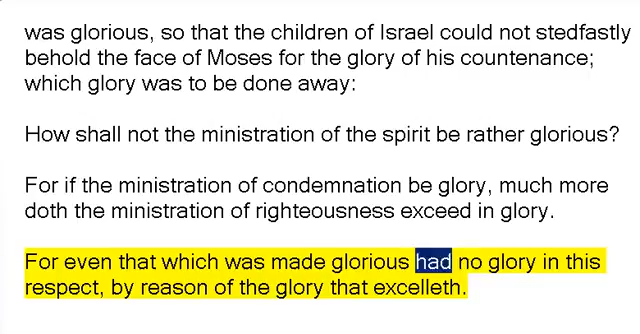 was glorious, so that the children of Israel could not stedfastly
behold the face of Moses for the glory of his countenance;
which glory was to be done away:
How shall not the ministration of the spirit be rather glorious?
For if the ministration of condemnation be glory, much more
doth the ministration of righteousness exceed in glory.
For even that which was made glorious had no glory in this
respect, by reason of the glory that excelleth.